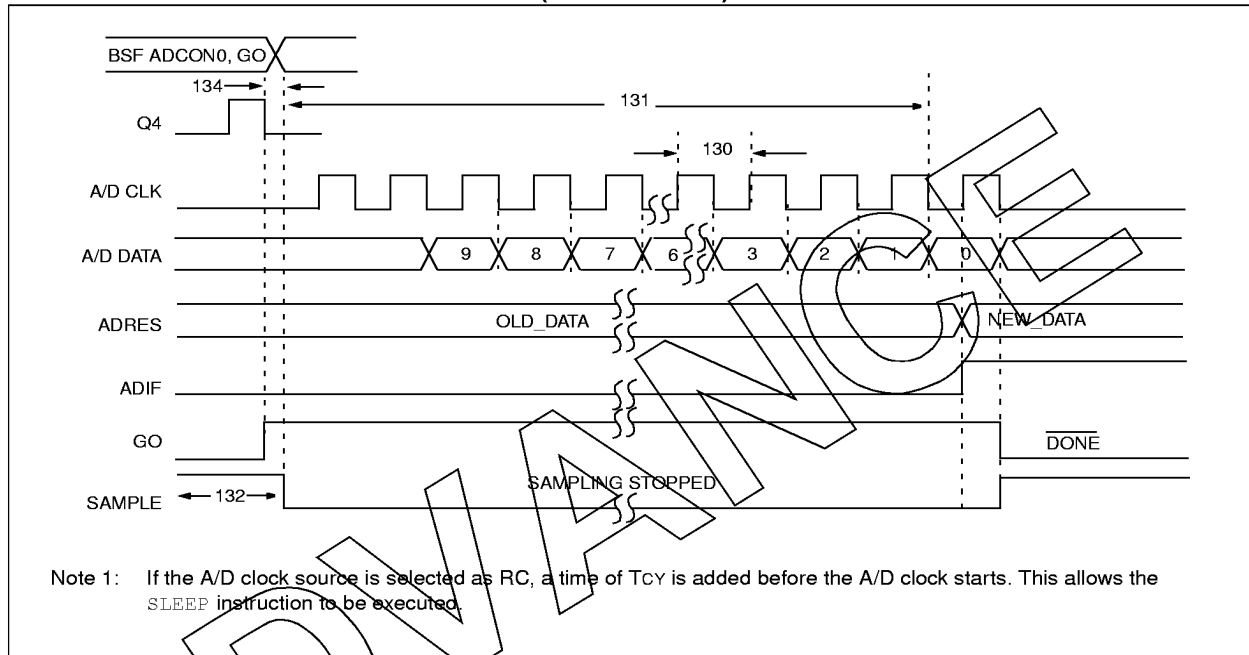 BSF ADCON0, GO
134
131
Q4
130
A/D CLK
A/D DATA 9 8 7 6 3 2 1 0
ADRES OLD_DATA NEW_DATA
ADIF
GO DONE
SAMPLE 132 SAMPLING STOPPED
Note 1: If the A/D clock source is selected as RC, a time of TCY is added before the A/D clock starts. This allows the
SLEEP instruction to be executed.